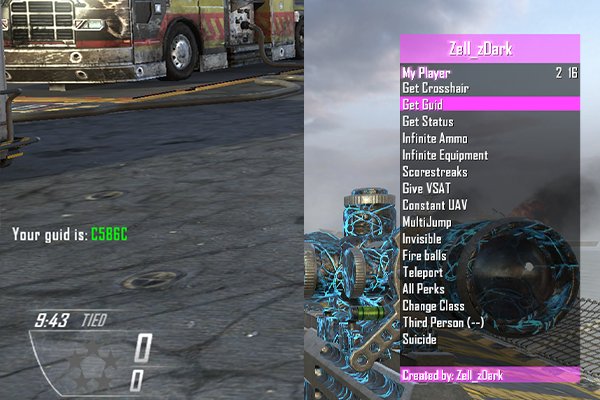 Your guid is: C586C
9:43 TIED
0
0
Zell_zDark
My Player 2 16
Get Crosshair
Get Guid
Get Status
Infinite Ammo
Infinite Equipment
Scorestreaks
Give VSAT
Constant UAV
MultiJump
Invisible
Fire balls
Teleport
All Perks
Change Class
Third Person (--)
Suicide
Created by: Zell_zDark